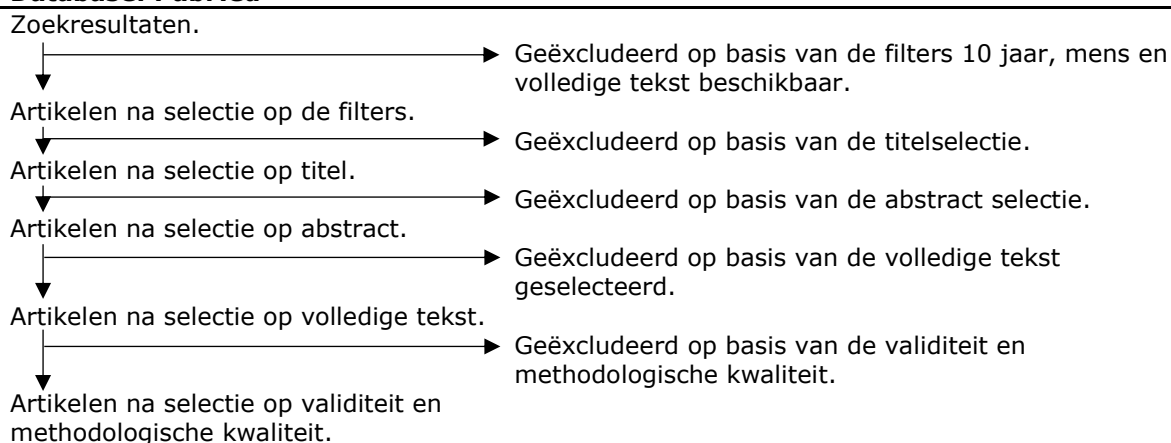 Zoekresultaten.
Geëxcludeerd op basis van de filters 10 jaar, mens en
volledige tekst beschikbaar.
Artikelen na selectie op de filters.
Geëxcludeerd op basis van de titelselectie.
Artikelen na selectie op titel.
Geëxcludeerd op basis van de abstract selectie.
Artikelen na selectie op abstract.
Geëxcludeerd op basis van de volledige tekst
geselecteerd.
Artikelen na selectie op volledige tekst.
Geëxcludeerd op basis van de validiteit en
methodologische kwaliteit.
Artikelen na selectie op validiteit en
methodologische kwaliteit.